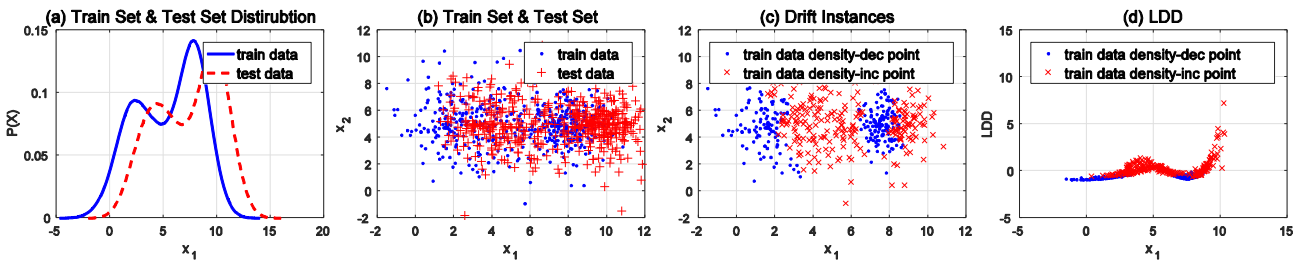 (a) Train Set & Test Set Distirubtion
0.15
0.1
0.05
0
P(X)
-5 0 5 10 15 20
x1
train data
test data
(b) Train Set & Test Set
12
10
8
6
4
2
0
-2
x2
-2 0 2 4 6 8 10 12
x1
train data
test data
(c) Drift Instances
12
10
8
6
4
2
0
-2
x2
-2 0 2 4 6 8 10 12
x1
train data density-dec point
train data density-inc point
(d) LDD
15
10
5
0
-5
LDD
-5 0 5 10 15
x1
train data density-dec point
train data density-inc point